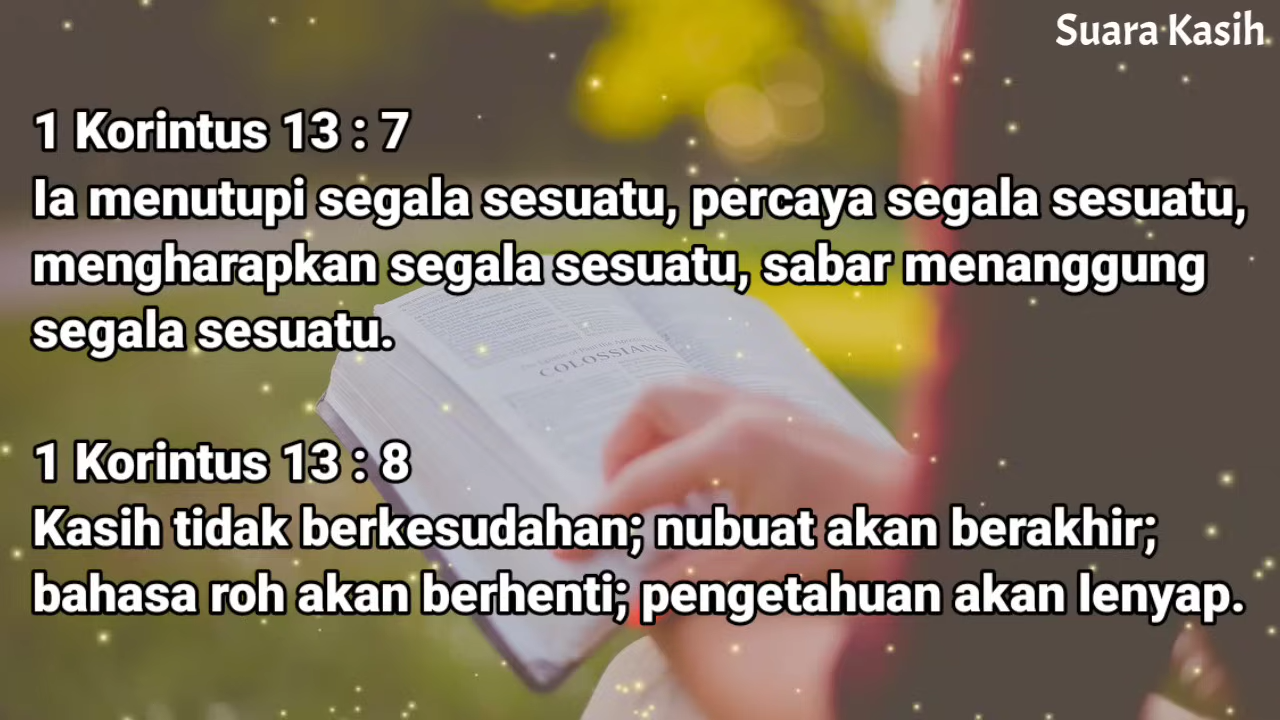 Suara Kasih
1 Korintus 13 : 7
Ia menutupi segala sesuatu, percaya segala sesuatu,
mengharapkan segala sesuatu, sabar menanggung
segala sesuatu.
1 Korintus 13 : 8
Kasih tidak berkesudahan; nubuat akan berakhir;
bahasa roh akan berhenti; pengetahuan akan lenyap.
COLOSSIANS